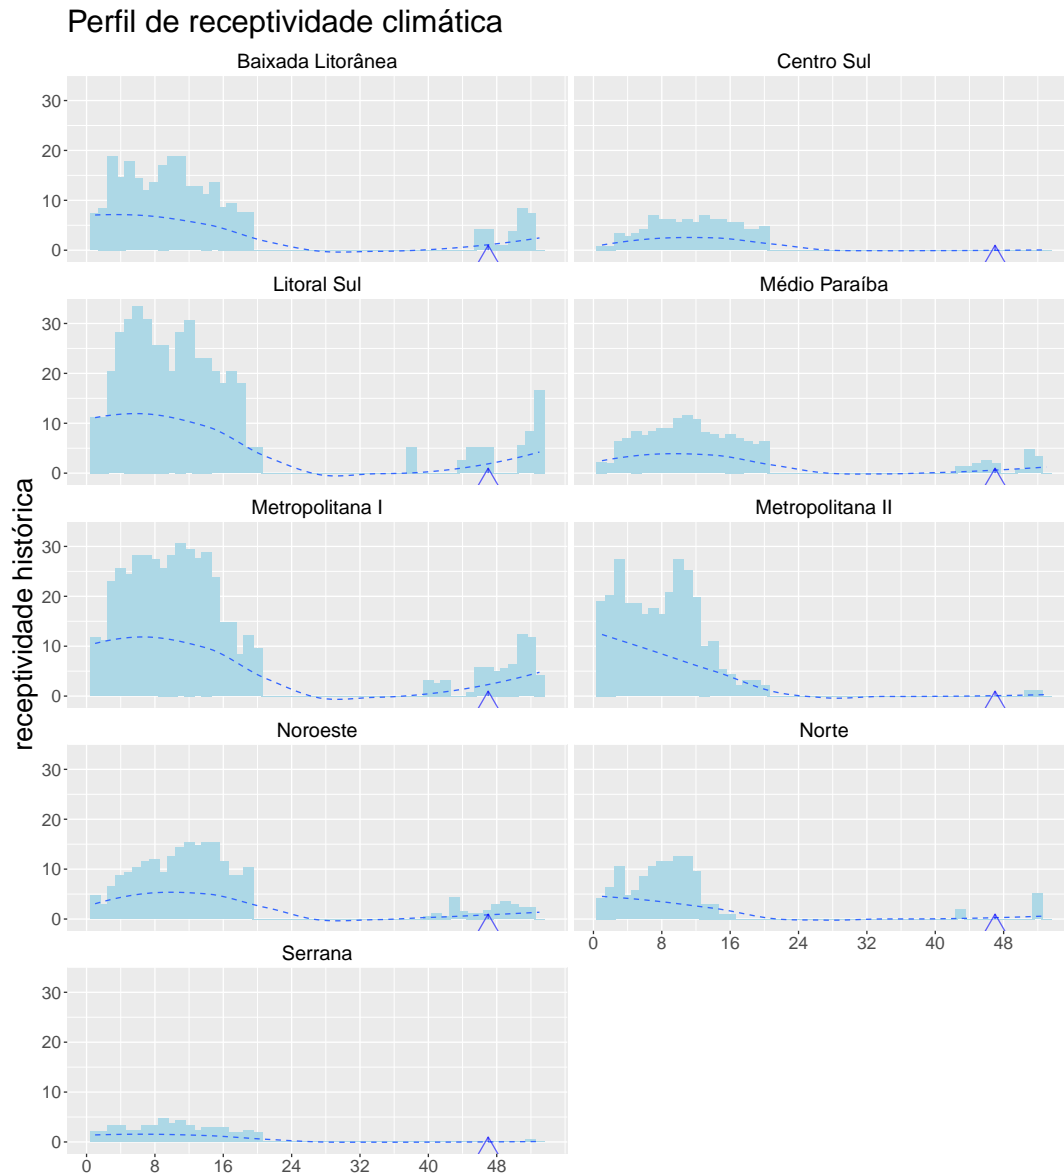 Perfil de receptividade climática
Baixada Litorânea
Centro Sul
30
20
10
0
Litoral Sul
Médio Paraíba
30
20
10
0
Metropolitana I
Metropolitana II
30
20
10
0
receptividade histórica
Noroeste
Norte
30
20
10
0
0 8 16 24 32 40 48
Serrana
30
20
10
0
0 8 16 24 32 40 48